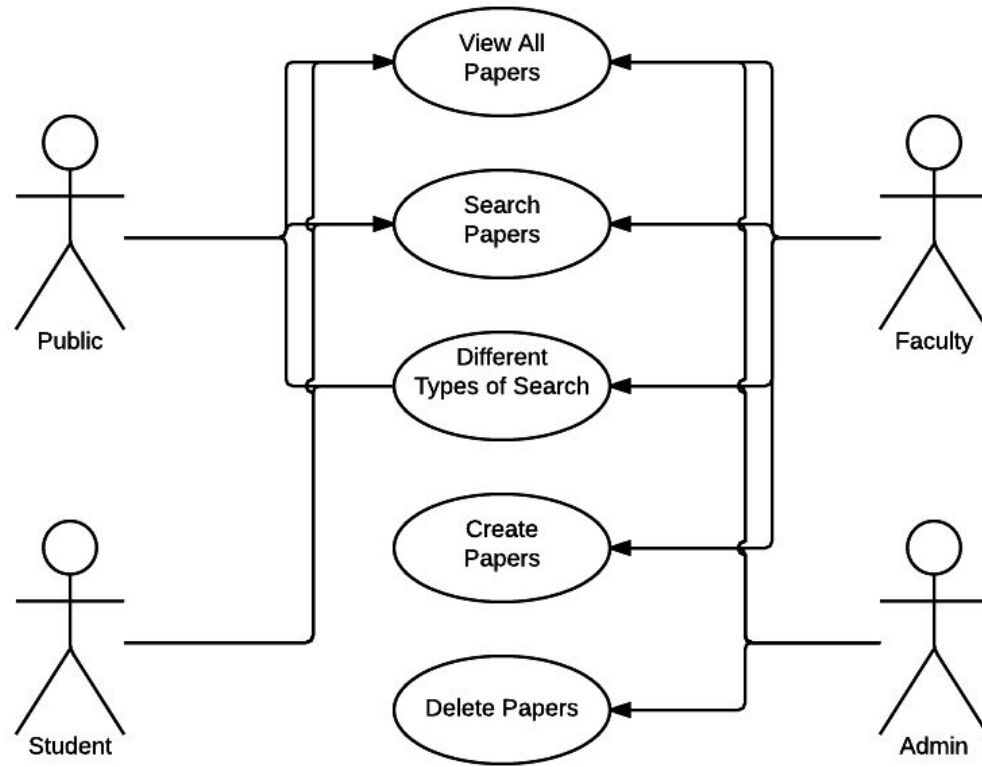 View All
Papers
Search
Papers
Public
Different
Types of Search
Faculty
Create
Papers
Delete Papers
Student
Admin